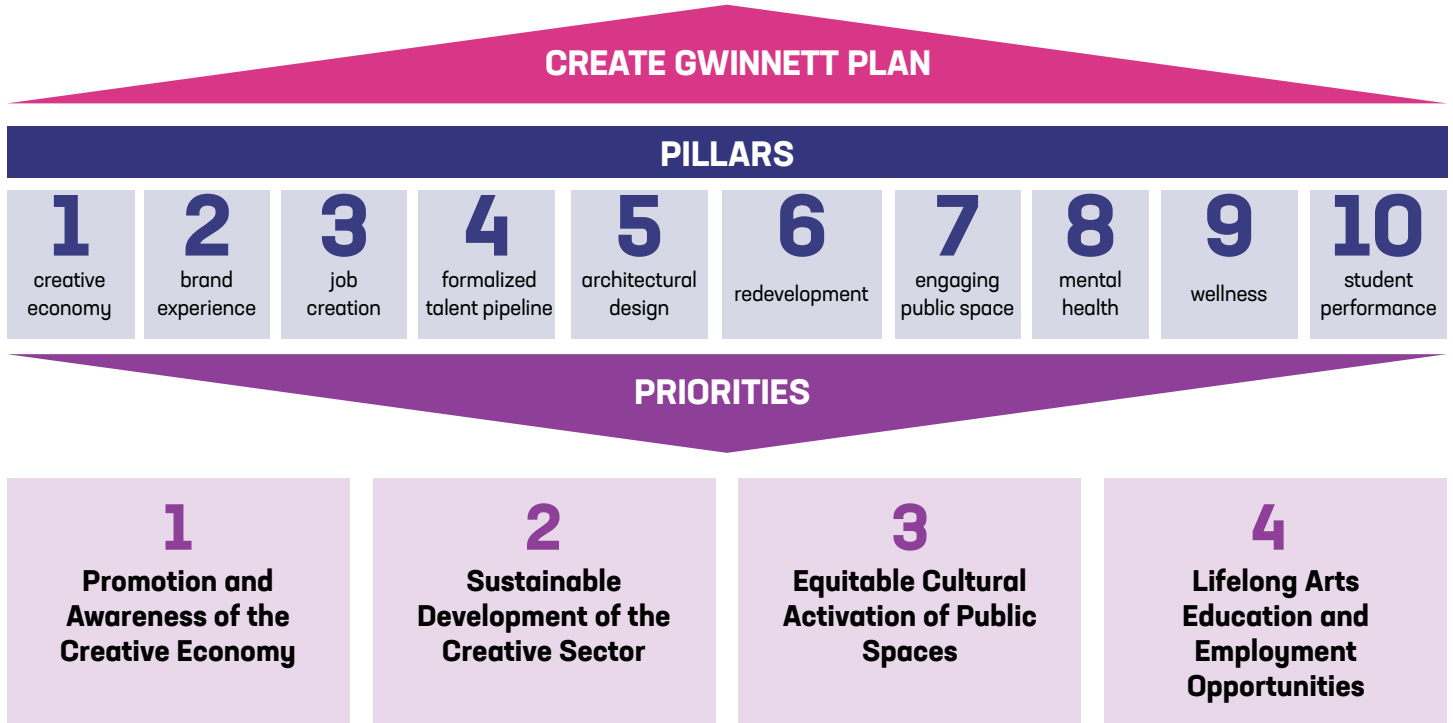 CREATE GWINNETT PLAN
PILLARS
1
creative
economy
2
brand
experience
3
job
creation
4
formalized
talent pipeline
5
architectural
design
6
redevelopment
7
engaging
public space
8
mental
health
9
wellness
10
student
performance
PRIORITIES
1
Promotion and
Awareness of the
Creative Economy
2
Sustainable
Development of the
Creative Sector
3
Equitable Cultural
Activation of Public
Spaces
4
Lifelong Arts
Education and
Employment
Opportunities